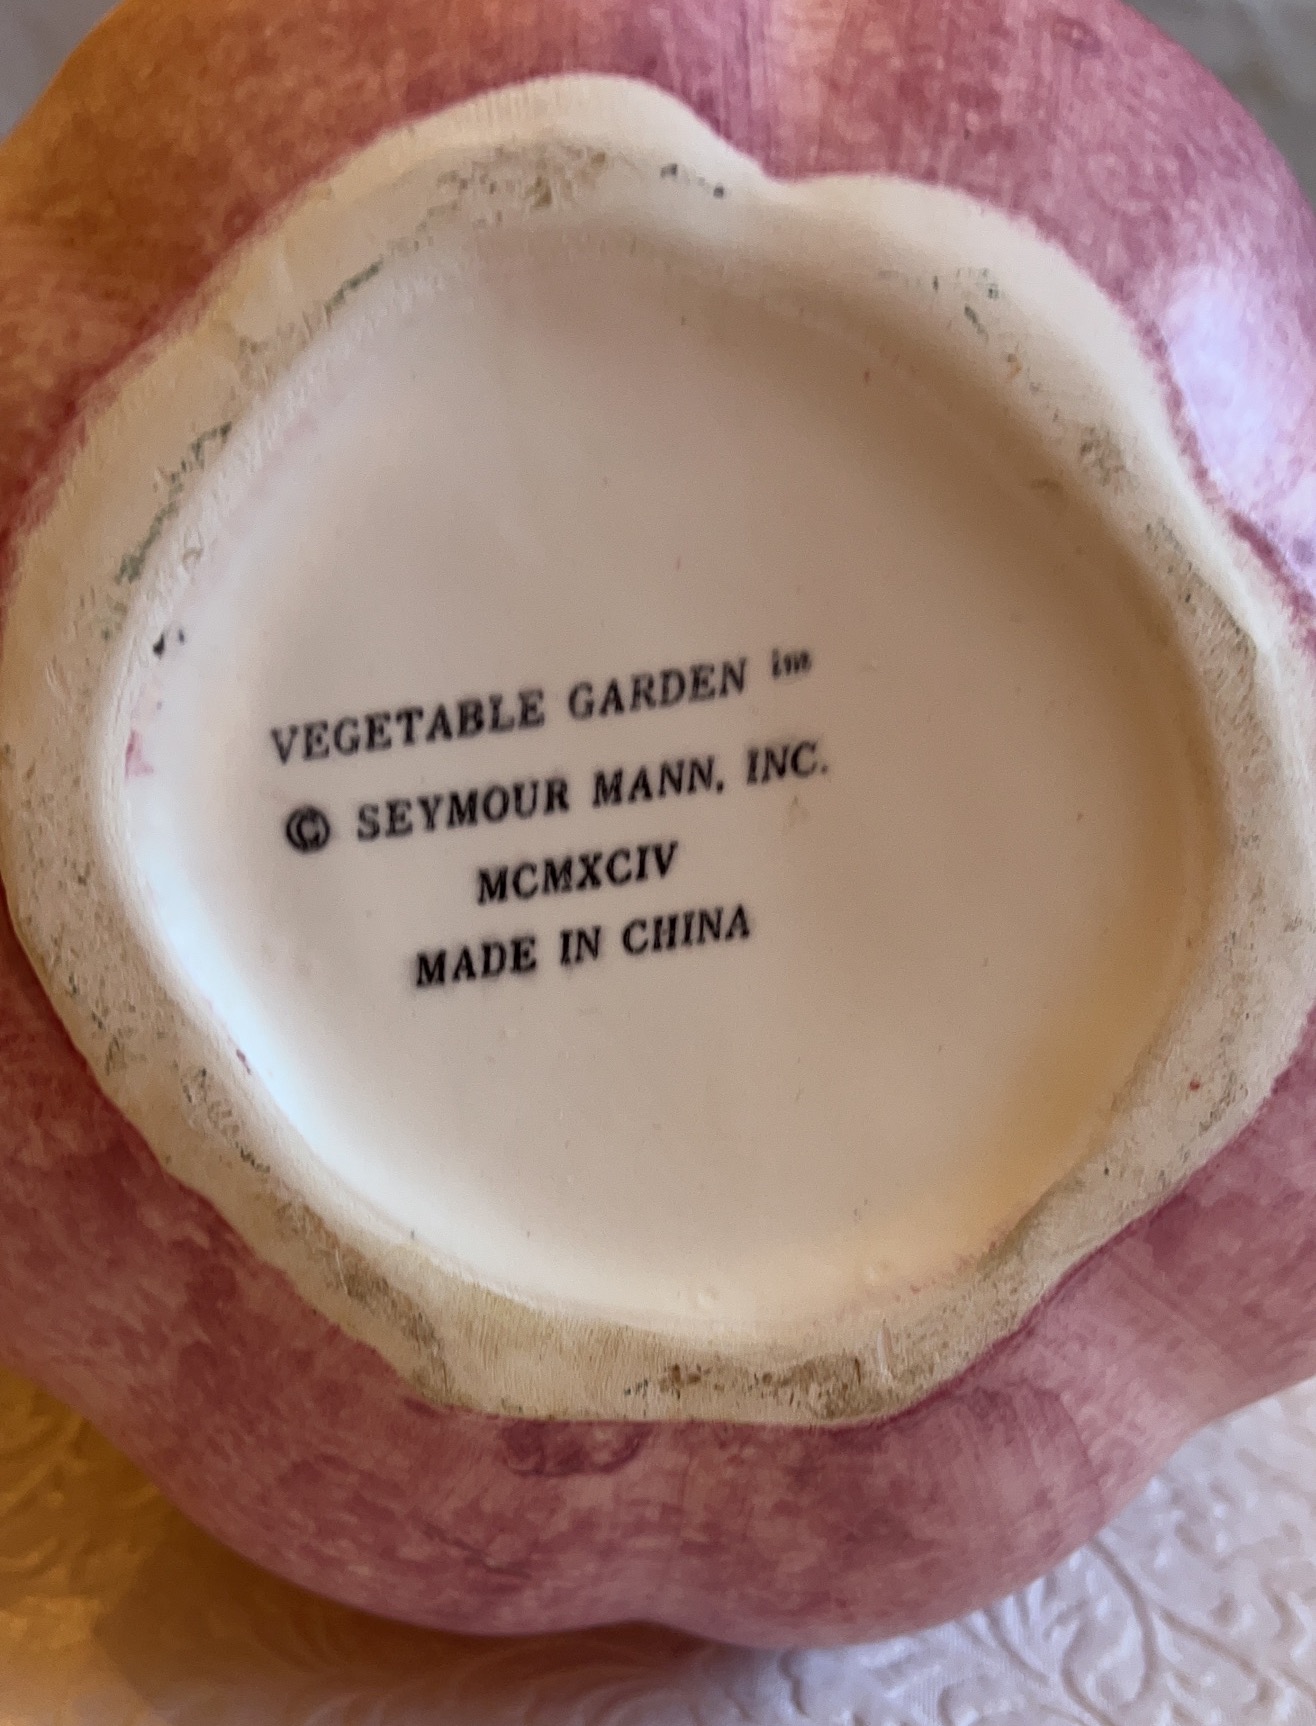 VEGETABLE GARDEN tm
© SEYMOUR MANN, INC.
MCMXCIV
MADE IN CHINA